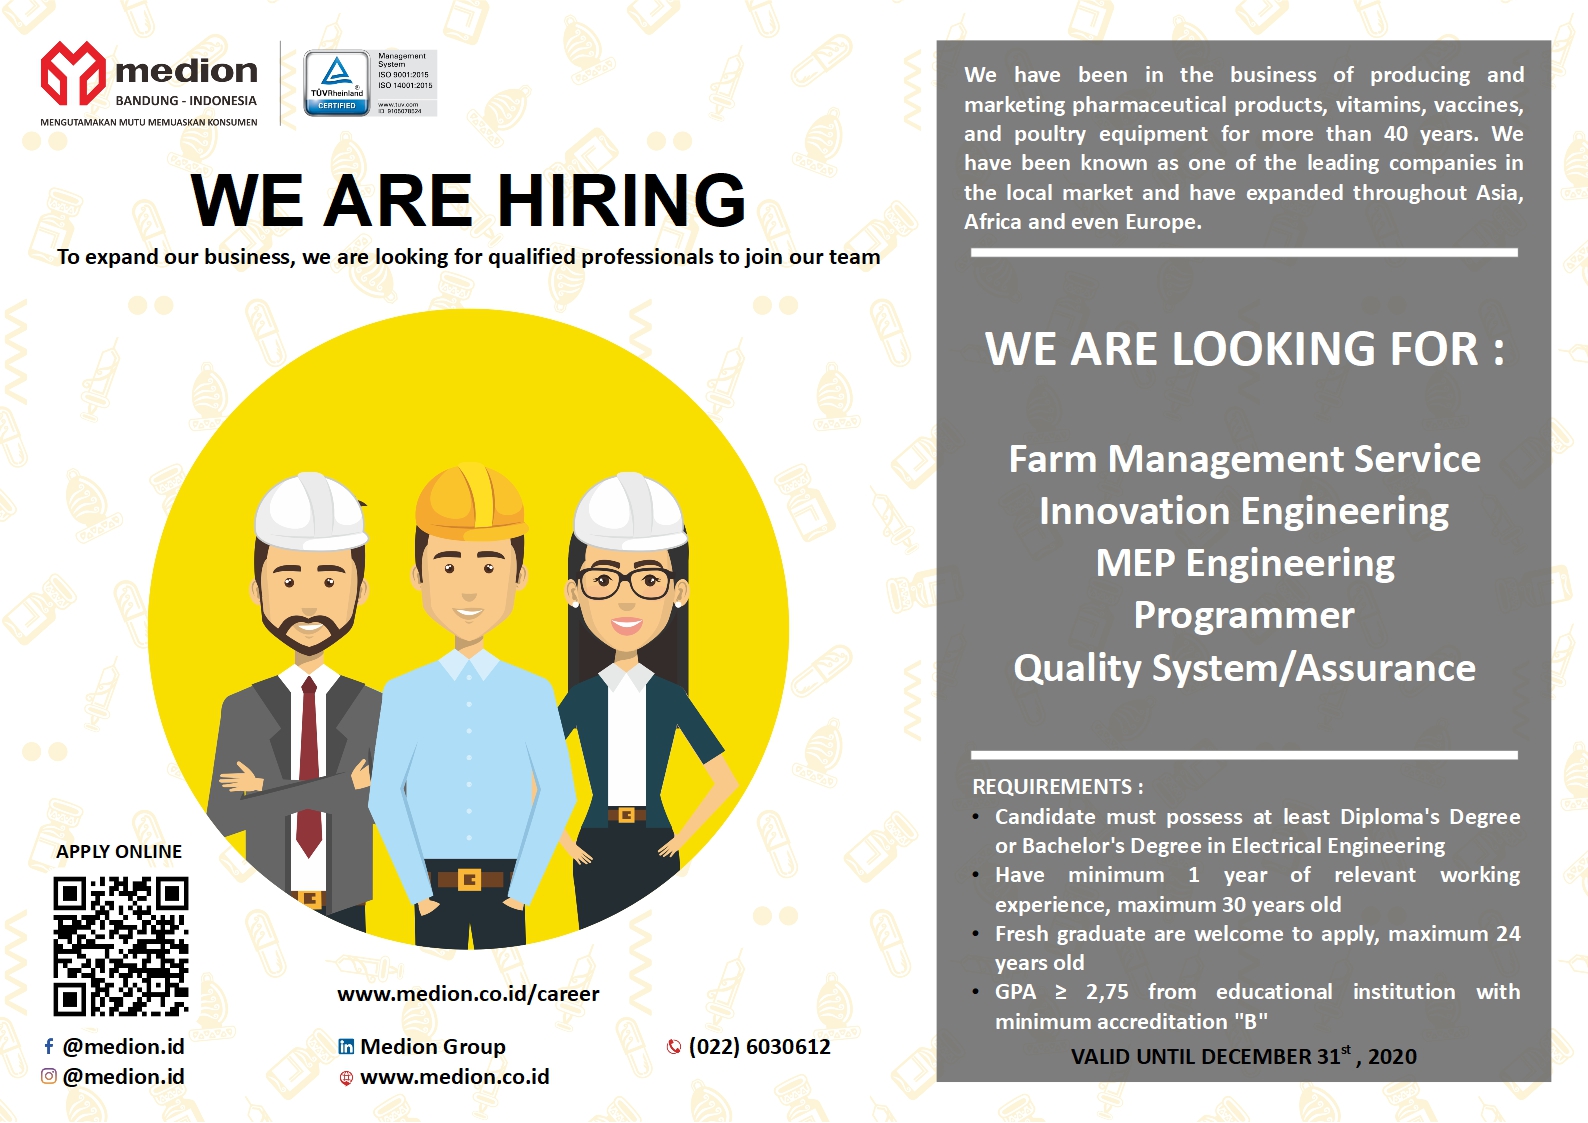 medion
BANDUNG - INDONESIA
MENGUTAMAKAN MUTU MEMUASKAN KONSUMEN
TÜVRheinland
®
CERTIFIED
Management
System
ISO 9001:2015
ISO 14001:2015
www.tuv.com
ID 9105078524
WE ARE HIRING
To expand our business, we are looking for qualified professionals to join our team
APPLY ONLINE
www.medion.co.id/career
@medion.id
@medion.id
Medion Group
www.medion.co.id
(022) 6030612
We have been in the business of producing and
marketing pharmaceutical products, vitamins, vaccines,
and poultry equipment for more than 40 years. We
have been known as one of the leading companies in
the local market and have expanded throughout Asia,
Africa and even Europe.
WE ARE LOOKING FOR :
Farm Management Service
Innovation Engineering
MEP Engineering
Programmer
Quality System/Assurance
REQUIREMENTS :
• Candidate must possess at least Diploma's Degree
or Bachelor's Degree in Electrical Engineering
• Have minimum 1 year of relevant working
experience, maximum 30 years old
• Fresh graduate are welcome to apply, maximum 24
years old
• GPA ≥ 2,75 from educational institution with
minimum accreditation "B"
VALID UNTIL DECEMBER 31st , 2020